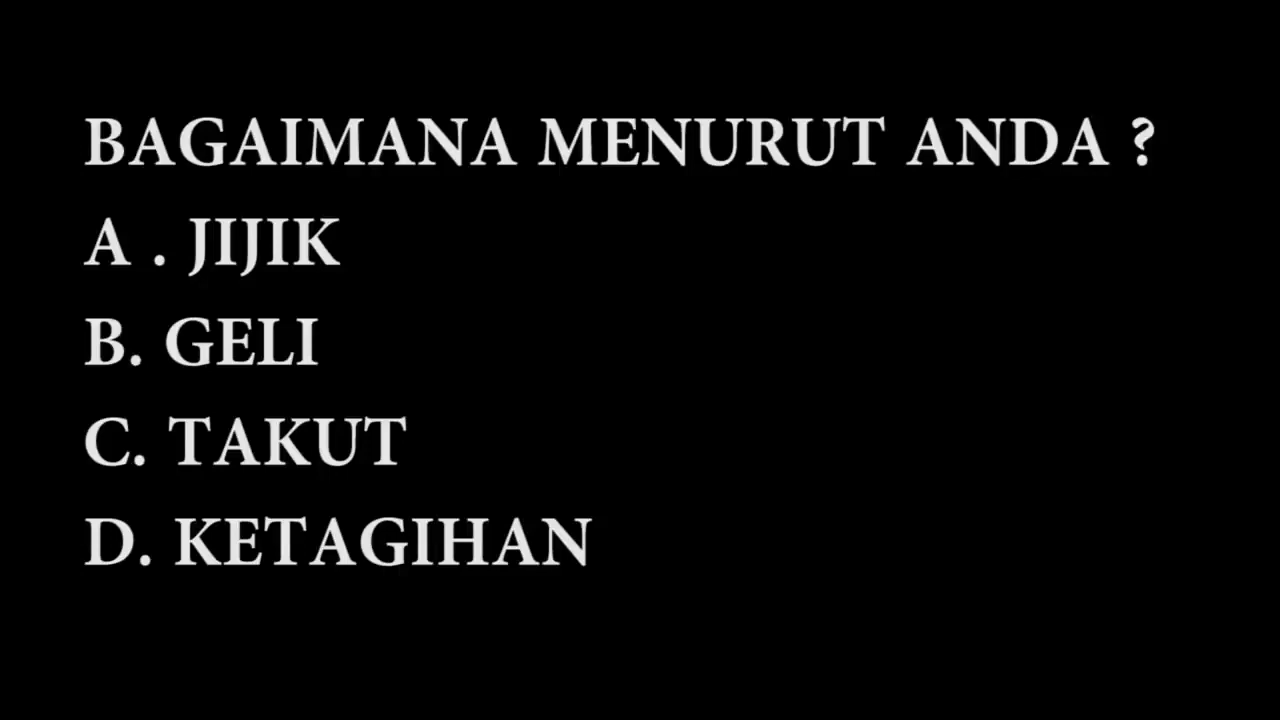 BAGAIMANA MENURUT ANDA ?
A . JIJIK
B. GELI
C. TAKUT
D. KETAGIHAN